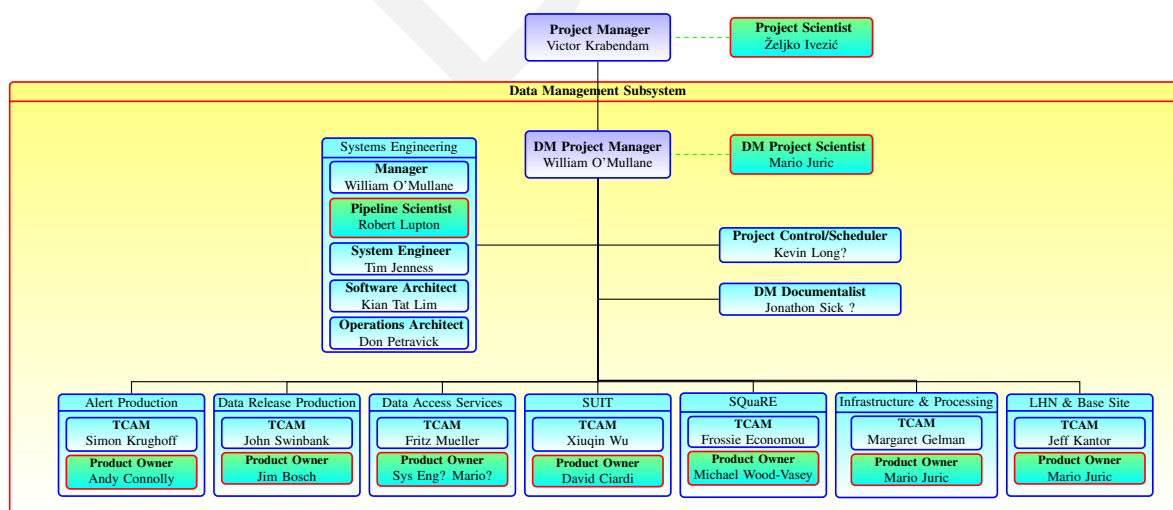 Project Manager
Victor Krabendam
Project Scientist
Željko Ivezić
Data Management Subsystem
DM Project Manager
William O'Mullane
DM Project Scientist
Mario Juric
Systems Engineering
Manager
William O'Mullane
Pipeline Scientist
Robert Lupton
System Engineer
Tim Jenness
Software Architect
Kian Tat Lim
Operations Architect
Don Petravick
Project Control/Scheduler
Kevin Long?
DM Documentalist
Jonathon Sick ?
Alert Production
TCAM
Simon Krughoff
Product Owner
Andy Connolly
Data Release Production
TCAM
John Swinbank
Product Owner
Jim Bosch
Data Access Services
TCAM
Fritz Mueller
Product Owner
Sys Eng? Mario?
SUIT
TCAM
Xiuqin Wu
Product Owner
David Ciardi
SQuaRE
TCAM
Frossie Economou
Product Owner
Michael Wood-Vasey
Infrastructure & Processing
TCAM
Margaret Gelman
Product Owner
Mario Juric
LHN & Base Site
TCAM
Jeff Kantor
Product Owner
Mario Juric